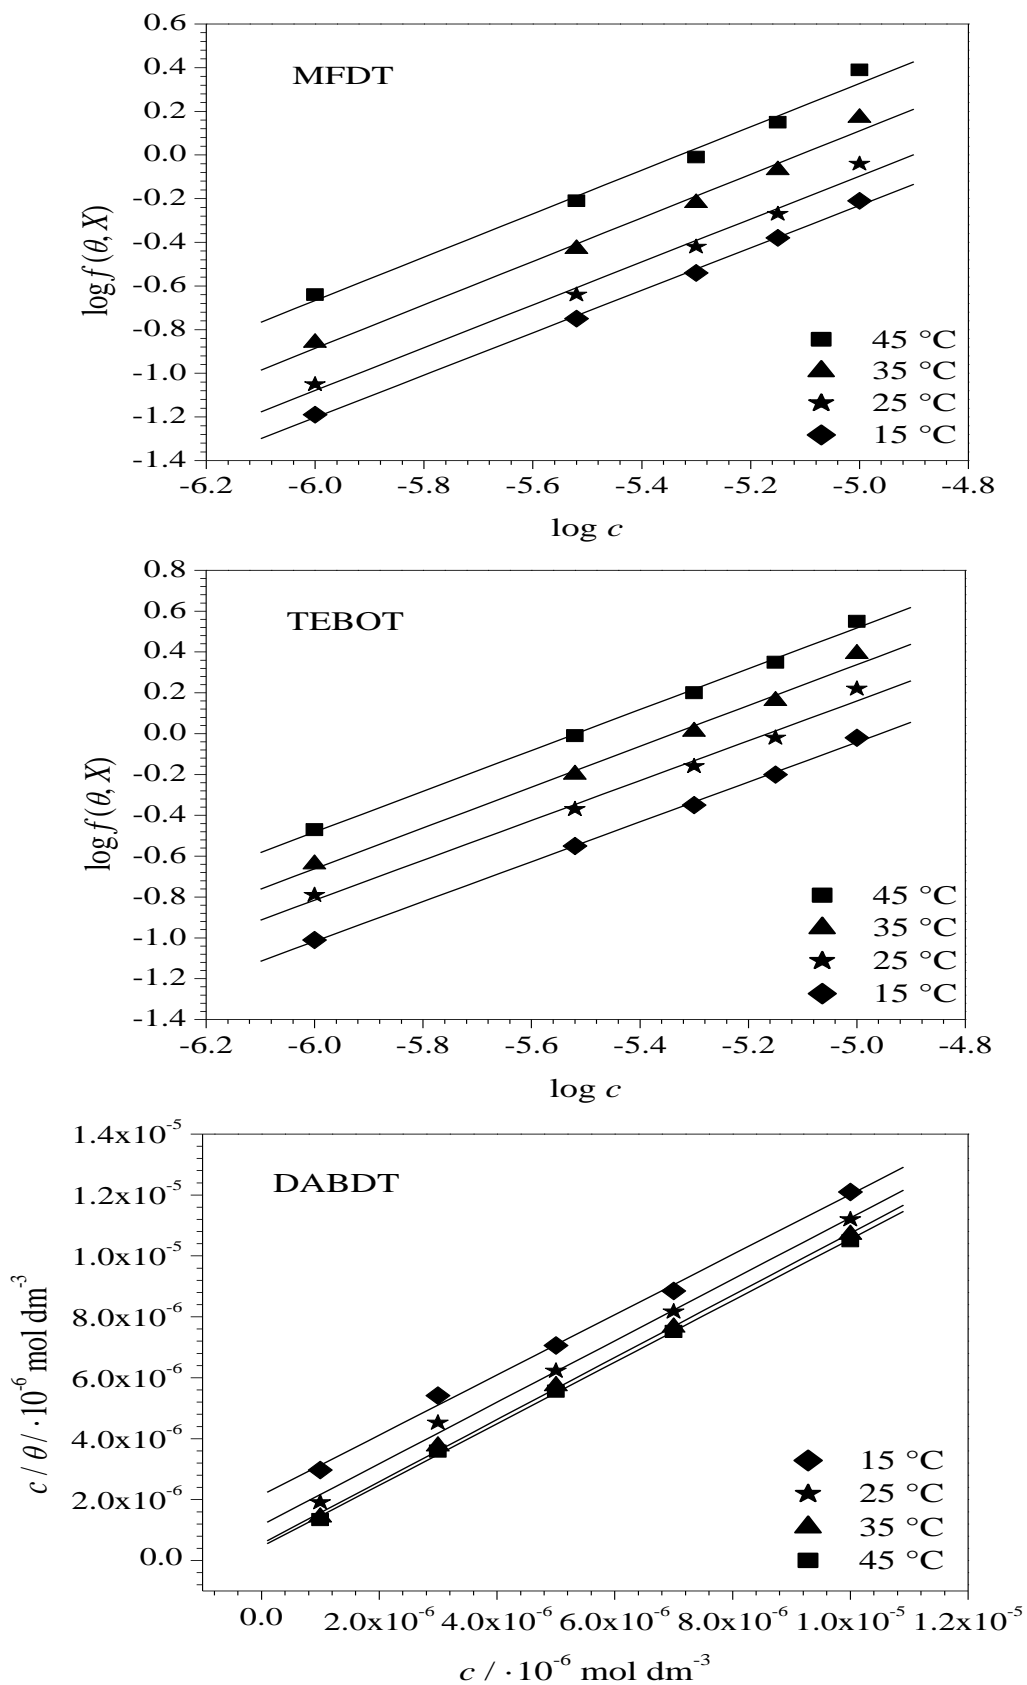 0.6
0.4
0.2
0.0
-0.2
-0.4
-0.6
-0.8
-1.0
-1.2
-1.4
log f (θ, X)
MFDT
45 °C
35 °C
25 °C
15 °C
-6.2 -6.0 -5.8 -5.6 -5.4 -5.2 -5.0 -4.8
log c
0.8
0.6
0.4
0.2
0.0
-0.2
-0.4
-0.6
-0.8
-1.0
-1.2
-1.4
log f (θ, X)
TEBOT
45 °C
35 °C
25 °C
15 °C
-6.2 -6.0 -5.8 -5.6 -5.4 -5.2 -5.0 -4.8
log c
1.4x10⁻⁵
1.2x10⁻⁵
1.0x10⁻⁵
8.0x10⁻⁶
6.0x10⁻⁶
4.0x10⁻⁶
2.0x10⁻⁶
0.0
c / θ / ·10⁻⁶ mol dm⁻³
DABDT
15 °C
25 °C
35 °C
45 °C
0.0 2.0x10⁻⁶ 4.0x10⁻⁶ 6.0x10⁻⁶ 8.0x10⁻⁶ 1.0x10⁻⁵ 1.2x10⁻⁵
c / ·10⁻⁶ mol dm⁻³